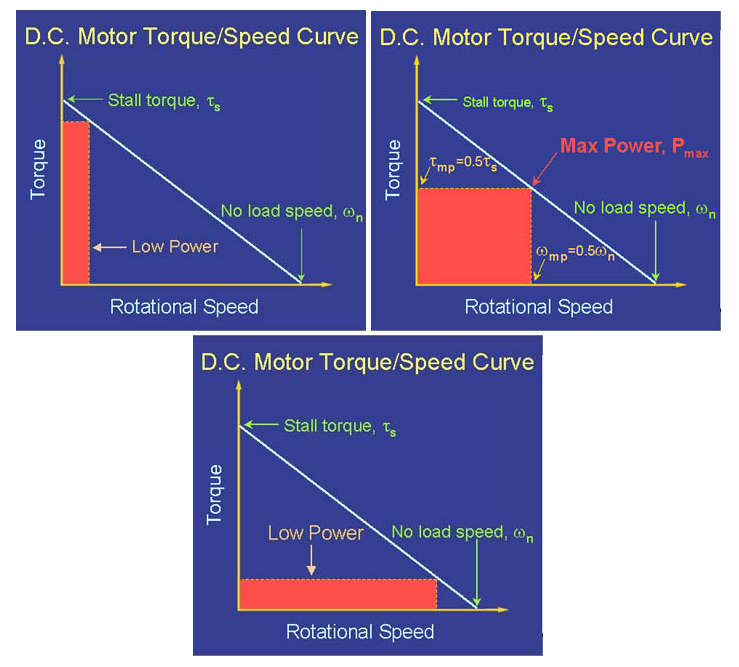 D.C. Motor Torque/Speed Curve
Stall torque, τs
Torque
No load speed, ωn
Low Power
Rotational Speed
D.C. Motor Torque/Speed Curve
Stall torque, τs
Max Power, Pmax
τmp=0.5τs
Torque
No load speed, ωn
ωmp=0.5ωn
Rotational Speed
D.C. Motor Torque/Speed Curve
Stall torque, τs
Torque
Low Power
No load speed, ωn
Rotational Speed